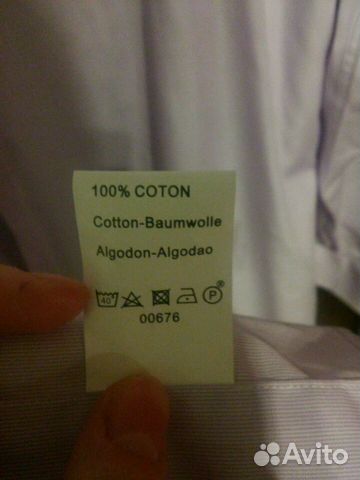 100% COTON
Cotton-Baumwolle
Algodon-Algodao
40 P ®
00676
Avito